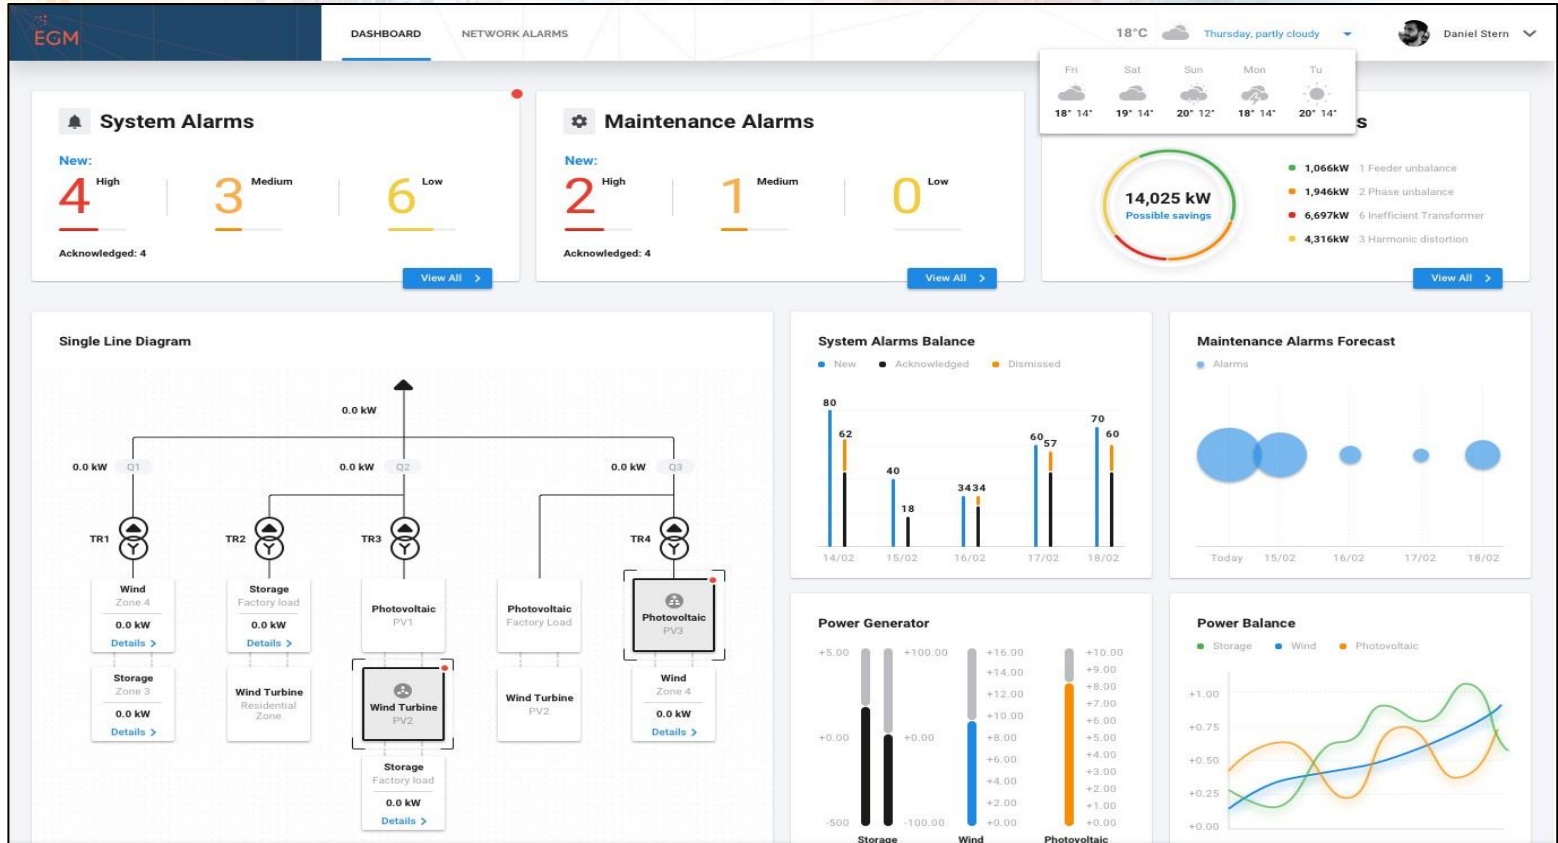 EGM
DASHBOARD NETWORK ALARMS
18°C Thursday, partly cloudy Daniel Stern
Fri Sat Sun Mon Tu
18° 14° 19° 14° 20° 12° 18° 14° 20° 14°
System Alarms
New:
4 High 3 Medium 6 Low
Acknowledged: 4
View All >
Maintenance Alarms
New:
2 High 1 Medium 0 Low
Acknowledged: 4
View All >
s
14,025 kW
Possible savings
1,066kW 1 Feeder unbalance
1,946kW 2 Phase unbalance
6,697kW 6 Inefficient Transformer
4,316kW 3 Harmonic distortion
View All >
Single Line Diagram
0.0 kW
0.0 kW Q1 0.0 kW Q2 0.0 kW Q3
TR1 TR2 TR3 TR4
Wind
Zone 4
0.0 kW
Details >
Storage
Zone 3
0.0 kW
Details >
Storage
Factory load
0.0 kW
Details >
Wind Turbine
Residential
Zone
Photovoltaic
PV1
Wind Turbine
PV2
Storage
Factory load
0.0 kW
Details >
Photovoltaic
Factory Load
Wind Turbine
PV2
Photovoltaic
PV3
Wind
Zone 4
0.0 kW
Details >
System Alarms Balance
New Acknowledged Dismissed
80 62 40 18 34 34 60 57 70 60
14/02 15/02 16/02 17/02 18/02
Maintenance Alarms Forecast
Alarms
Today 15/02 16/02 17/02 18/02
Power Generator
+5.00
+0.00
-500
+100.00
+0.00
-100.00
Storage
+16.00
+14.00
+12.00
+10.00
+8.00
+6.00
+4.00
+2.00
+0.00
Wind
+10.00
+9.00
+8.00
+7.00
+6.00
+5.00
+4.00
+3.00
+2.00
+1.00
+0.00
Photovoltaic
Power Balance
Storage Wind Photovoltaic
+1.00
+0.75
+0.50
+0.25
+0.00